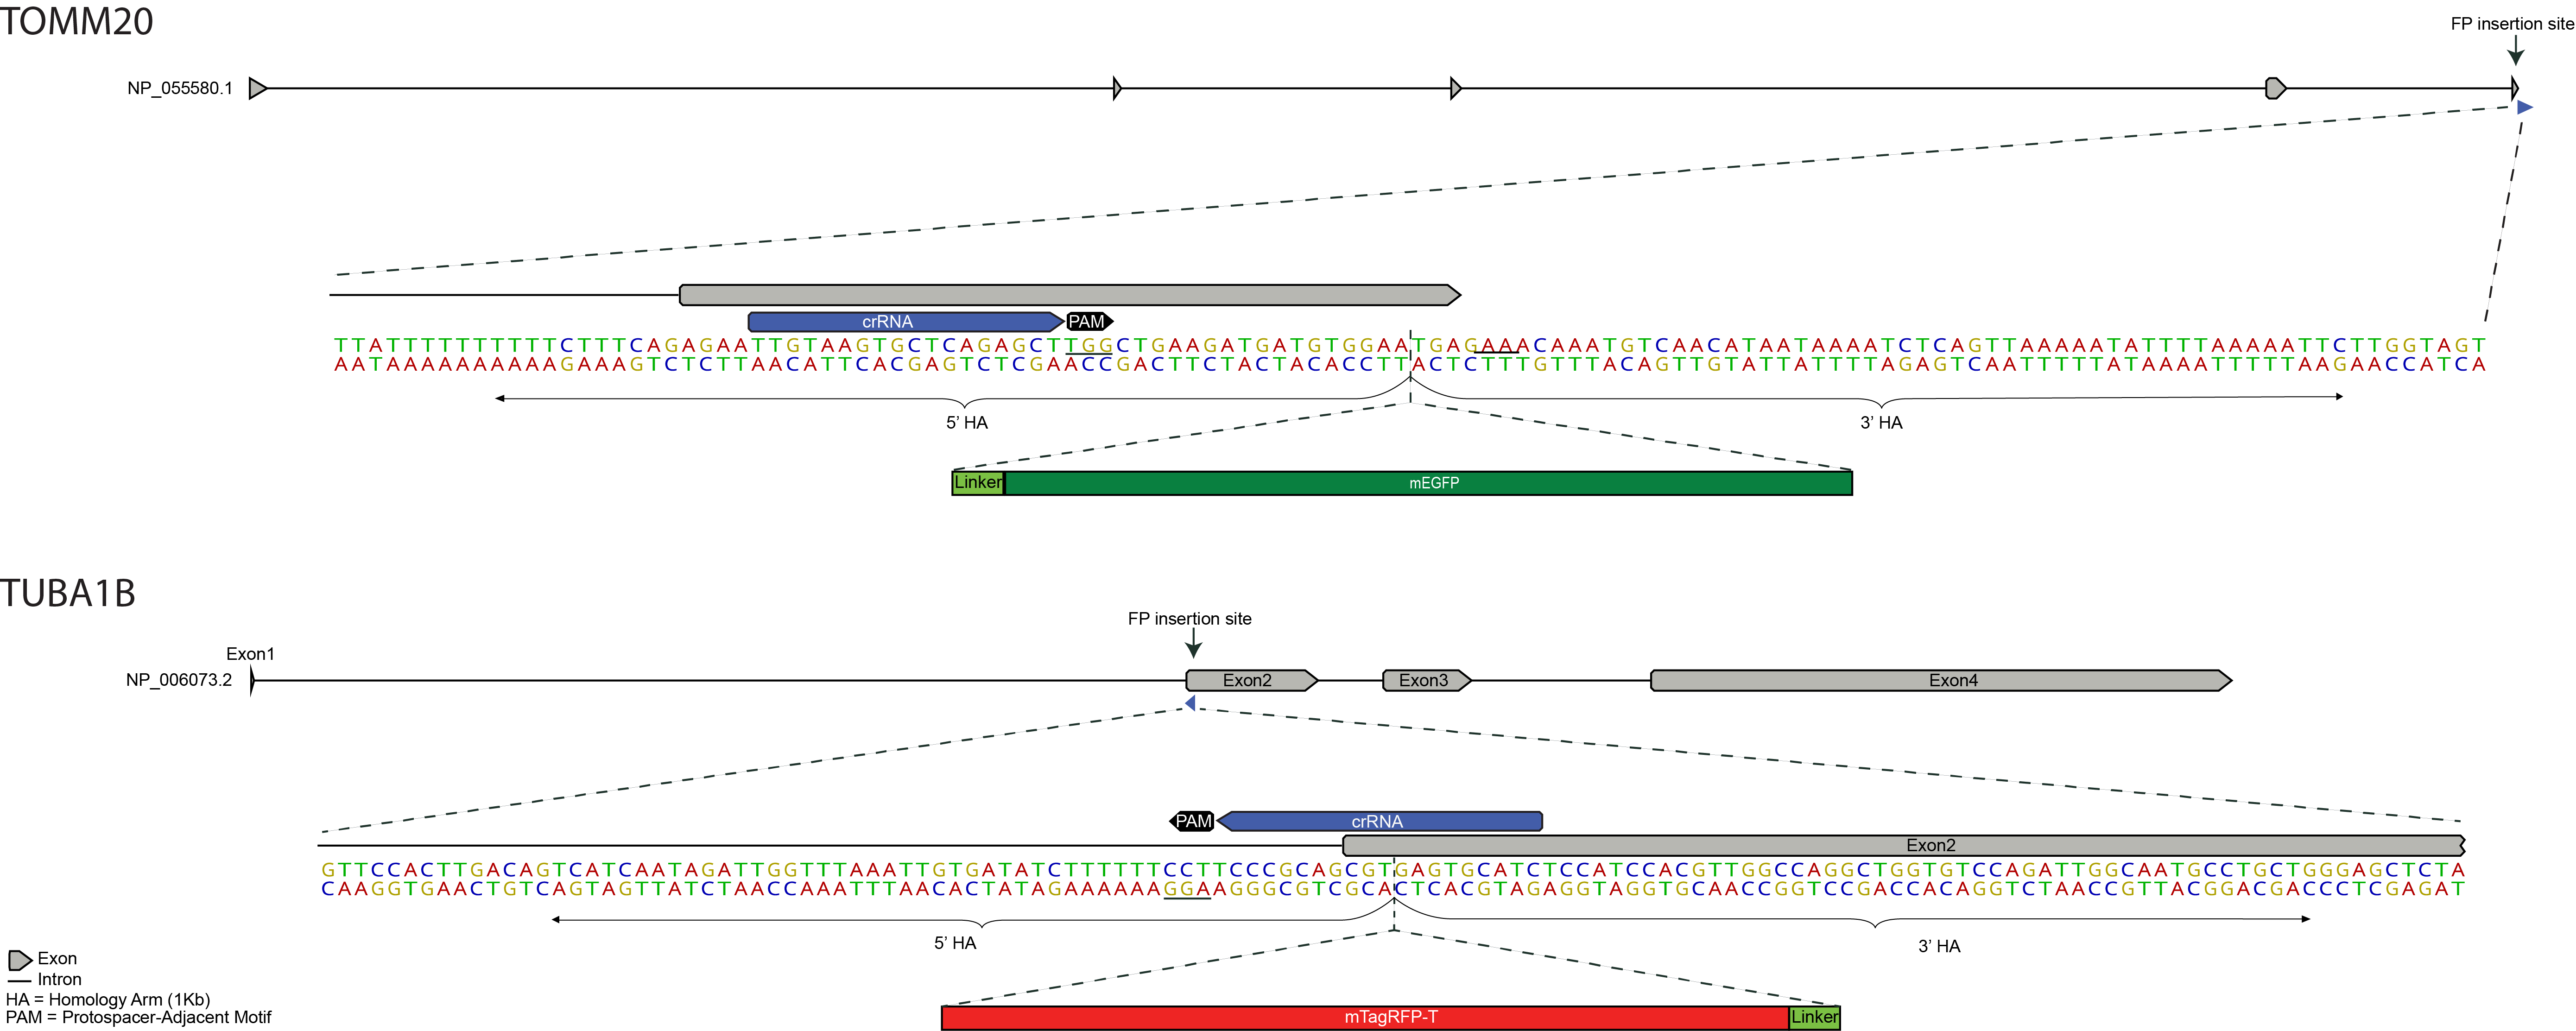 TOMM20
FP insertion site
NP_055580.1
crRNA
PAM
TTATTTTTTTTTTCTTTCAGAGAATTGTAAGTGCTCAGAGCTTGGCTGAAGATGATGTGGAATGAGAAACAAATGTCAACATAATAAAATCTCAGTTAAAAATATTTTAAAAATTCTTGGTAGT
AATAAAAAAAAAAGAAAGTCTCTTAACATTCACGAGTCTCGAACCGACTTCTACTACACCTTACTCTTTGTTTACAGTTGTATTATTTTAGAGTCAATTTTTATAAAATTTTTAAGAACCATCA
5’ HA
3’ HA
Linker
mEGFP
TUBA1B
FP insertion site
Exon1
NP_006073.2
Exon2
Exon3
Exon4
PAM
crRNA
Exon2
GTTCCACTTGACAGTCATCAATAGATTGGTTTAAATTGTGATATCTTTTTTCCTTCCCGCAGCGTGAGTGCATCTCCATCCACGTTGGCCAGGCTGGTGTCCAGATTGGCAATGCCTGCTGGGAGCTCTA
CAAGGTGAACTGTCAGTAGTTATCTAACCAAATTTAACACTATAGAAAAAAGGAAGGGCGTCGCACTCACGTAGAGGTAGGTGCAACCGGTCCGACCACAGGTCTAACCGTTACGGACGACCCTCGAGAT
5’ HA
3’ HA
mTagRFP-T
Linker
Exon
Intron
HA = Homology Arm (1Kb)
PAM = Protospacer-Adjacent Motif